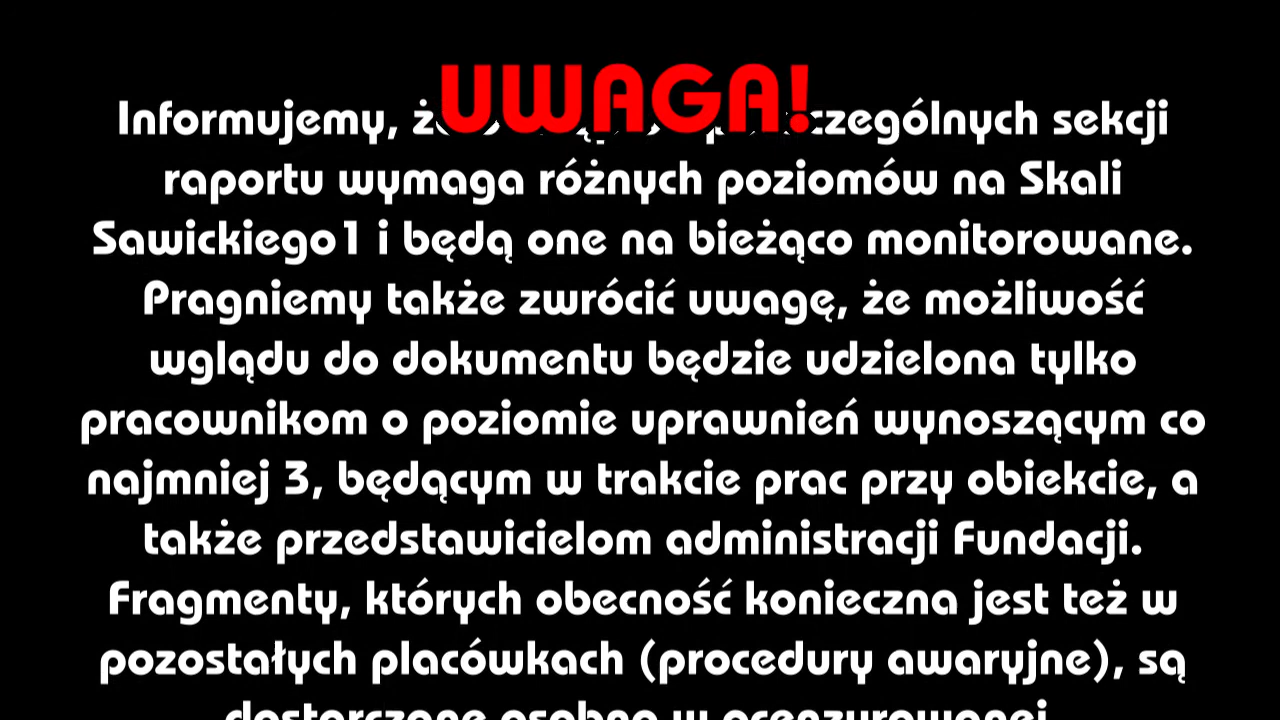 UWAGA!
Informujemy, sekcji
raportu wymaga różnych poziomów na Skali
Sawickiego1 i będą one na bieżąco monitorowane.
Pragniemy także zwrócić uwagę, że możliwość
wglądu do dokumentu będzie udzielona tylko
pracownikom o poziomie uprawnień wynoszącym co
najmniej 3, będącym w trakcie prac przy obiekcie, a
także przedstawicielom administracji Fundacji.
Fragmenty, których obecność konieczna jest też w
pozostałych placówkach (procedury awaryjne), są